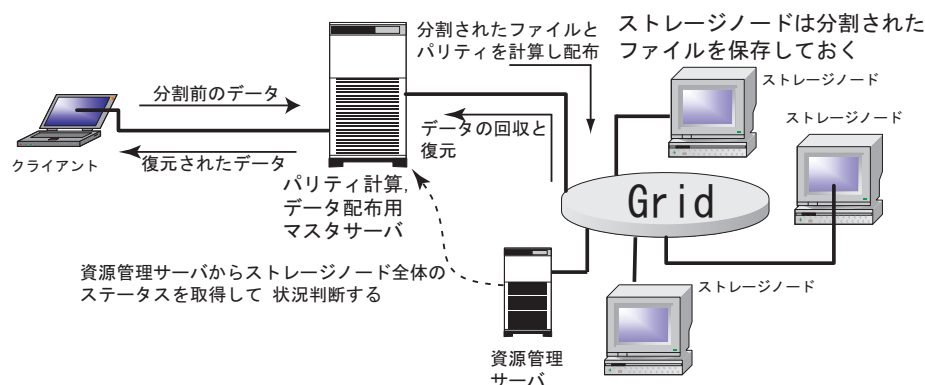 分割されたファイルと
パリティを計算し配布
ストレージノードは分割された
ファイルを保存しておく
ストレージノード
分割前のデータ
ストレージノード
データの回収と
復元
クライアント
復元されたデータ
パリティ計算,
データ配布用
マスタサーバ
Grid
資源管理サーバからストレージノード全体の
ステータスを取得して 状況判断する
ストレージノード
資源管理
サーバ